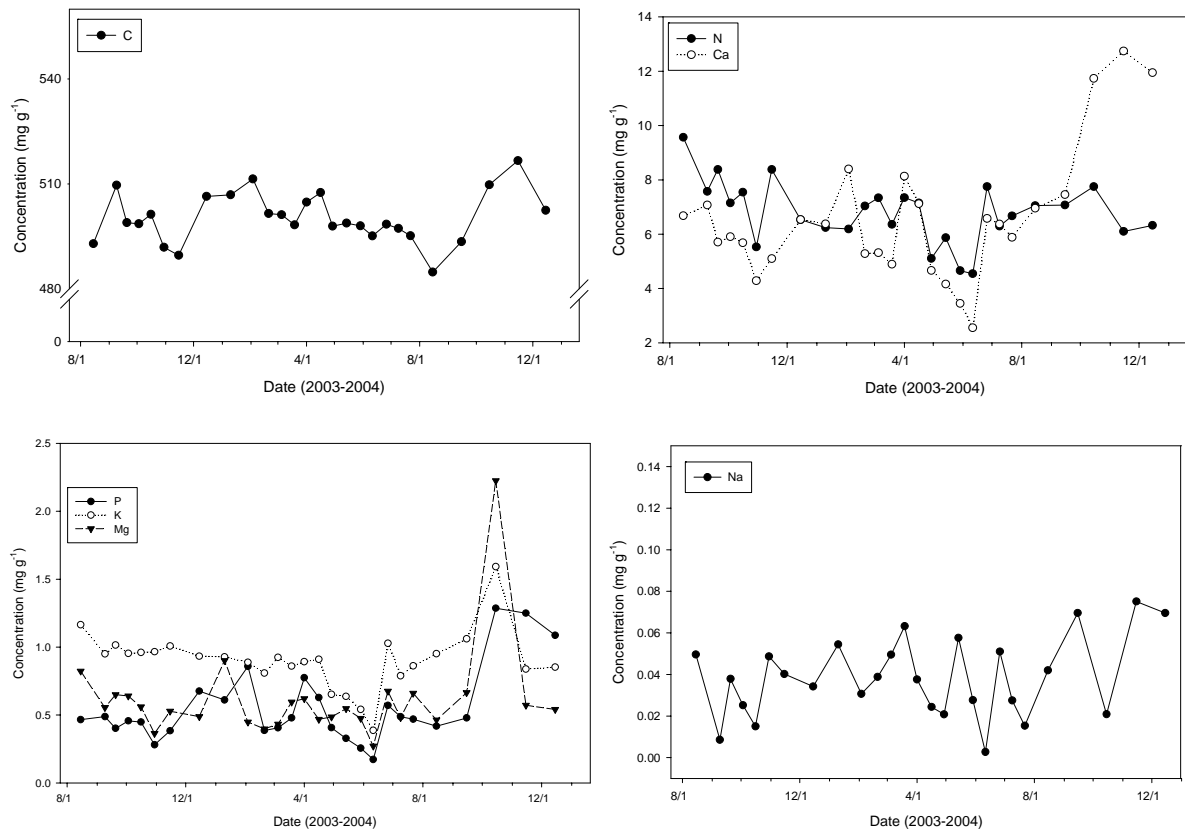 C
540
510
480
0
Concentration (mg g-1)
8/1 12/1 4/1 8/1 12/1
Date (2003-2004)
N
Ca
14
12
10
8
6
4
2
Concentration (mg g-1)
8/1 12/1 4/1 8/1 12/1
Date (2003-2004)
P
K
Mg
2.5
2.0
1.5
1.0
0.5
0.0
Concentration (mg g-1)
8/1 12/1 4/1 8/1 12/1
Date (2003-2004)
Na
0.14
0.12
0.10
0.08
0.06
0.04
0.02
0.00
Concentration (mg g-1)
8/1 12/1 4/1 8/1 12/1
Date (2003-2004)